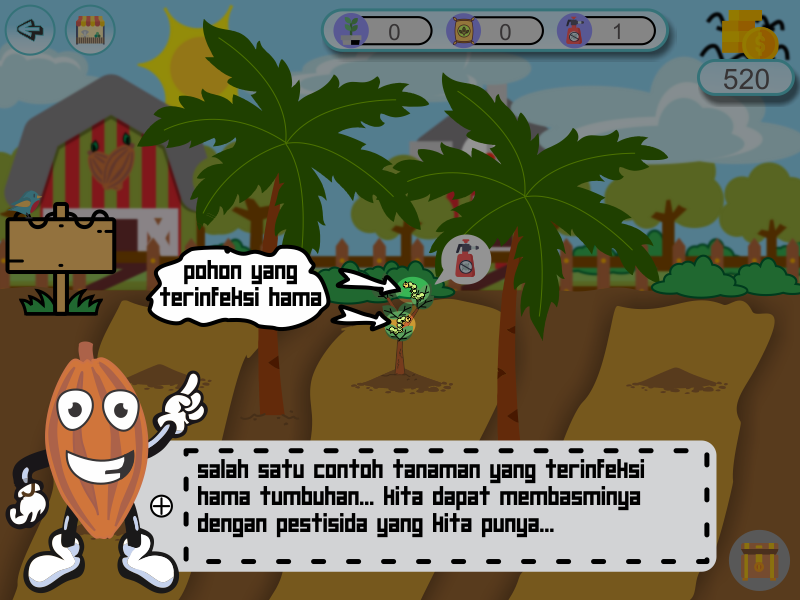 0
0
1
520
pohon yang
terinfeksi hama
salah satu contoh tanaman yang terinfeksi
hama tumbuhan... kita dapat membasminya
dengan pestisida yang kita punya...